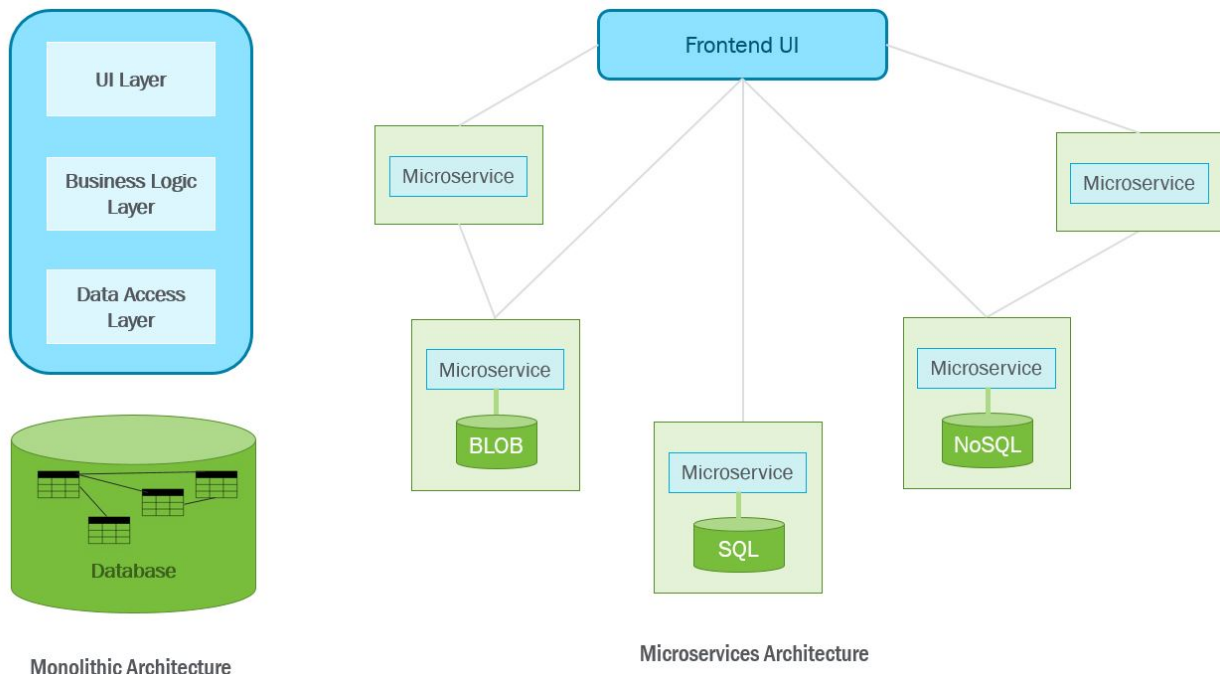 UI Layer
Business Logic
Layer
Data Access
Layer
Database
Monolithic Architecture
Frontend UI
Microservice
Microservice
Microservice
BLOB
Microservice
NoSQL
Microservice
SQL
Microservices Architecture